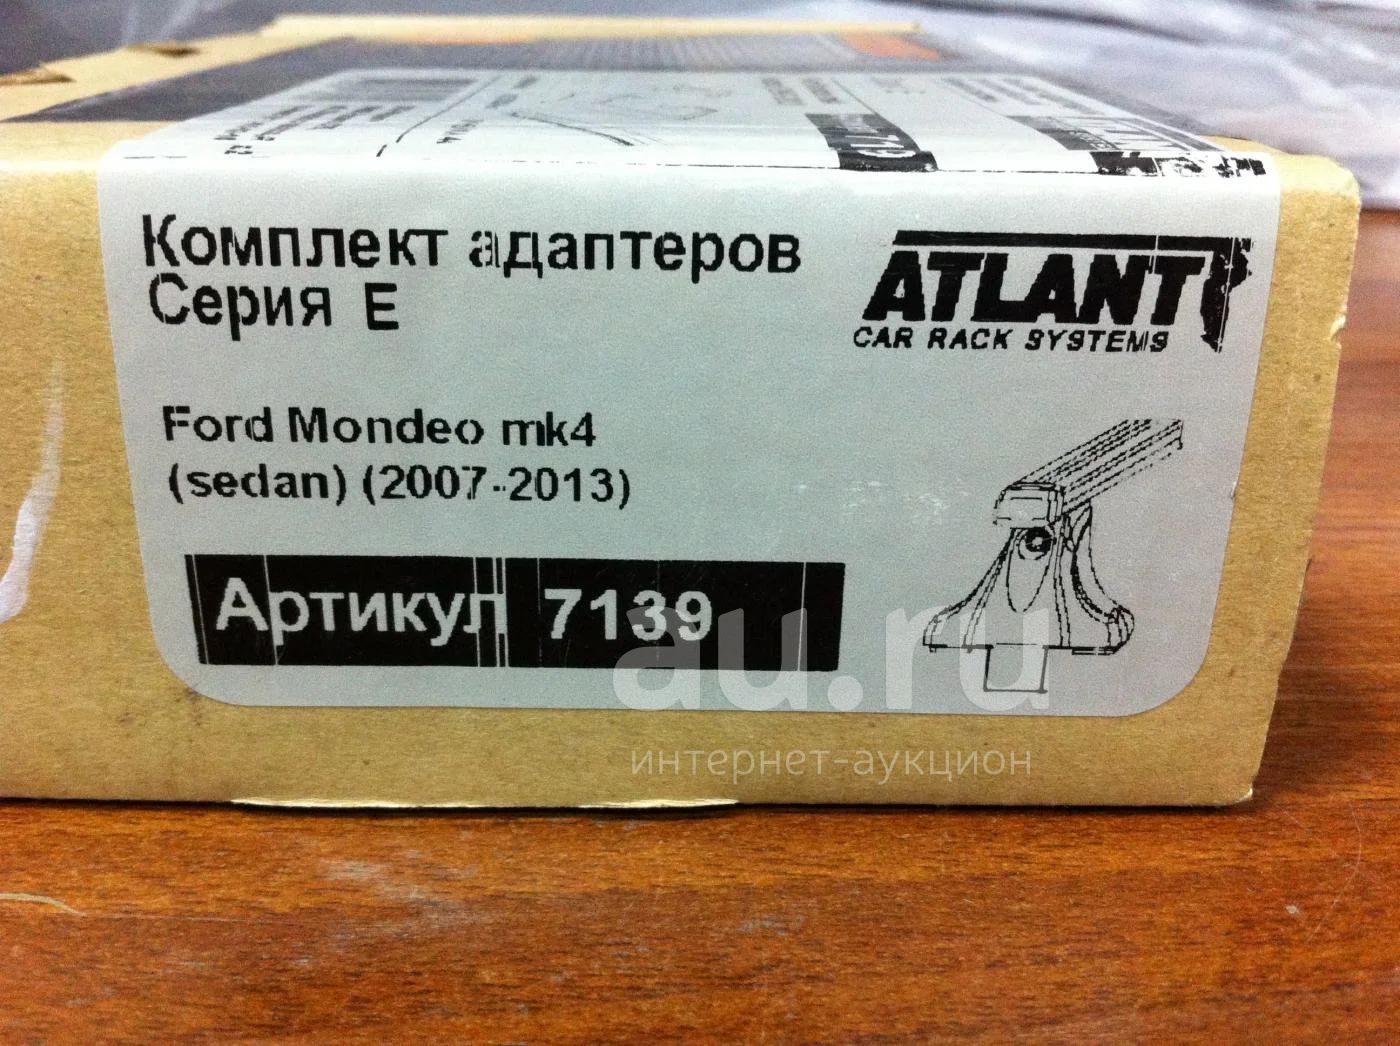 Комплект адаптеров
Серия Е
ATLANT
CAR RACK SYSTEMS
Ford Mondeo mk4
(sedan) (2007-2013)
Артикул 7139
au.ru
интернет-аукцион